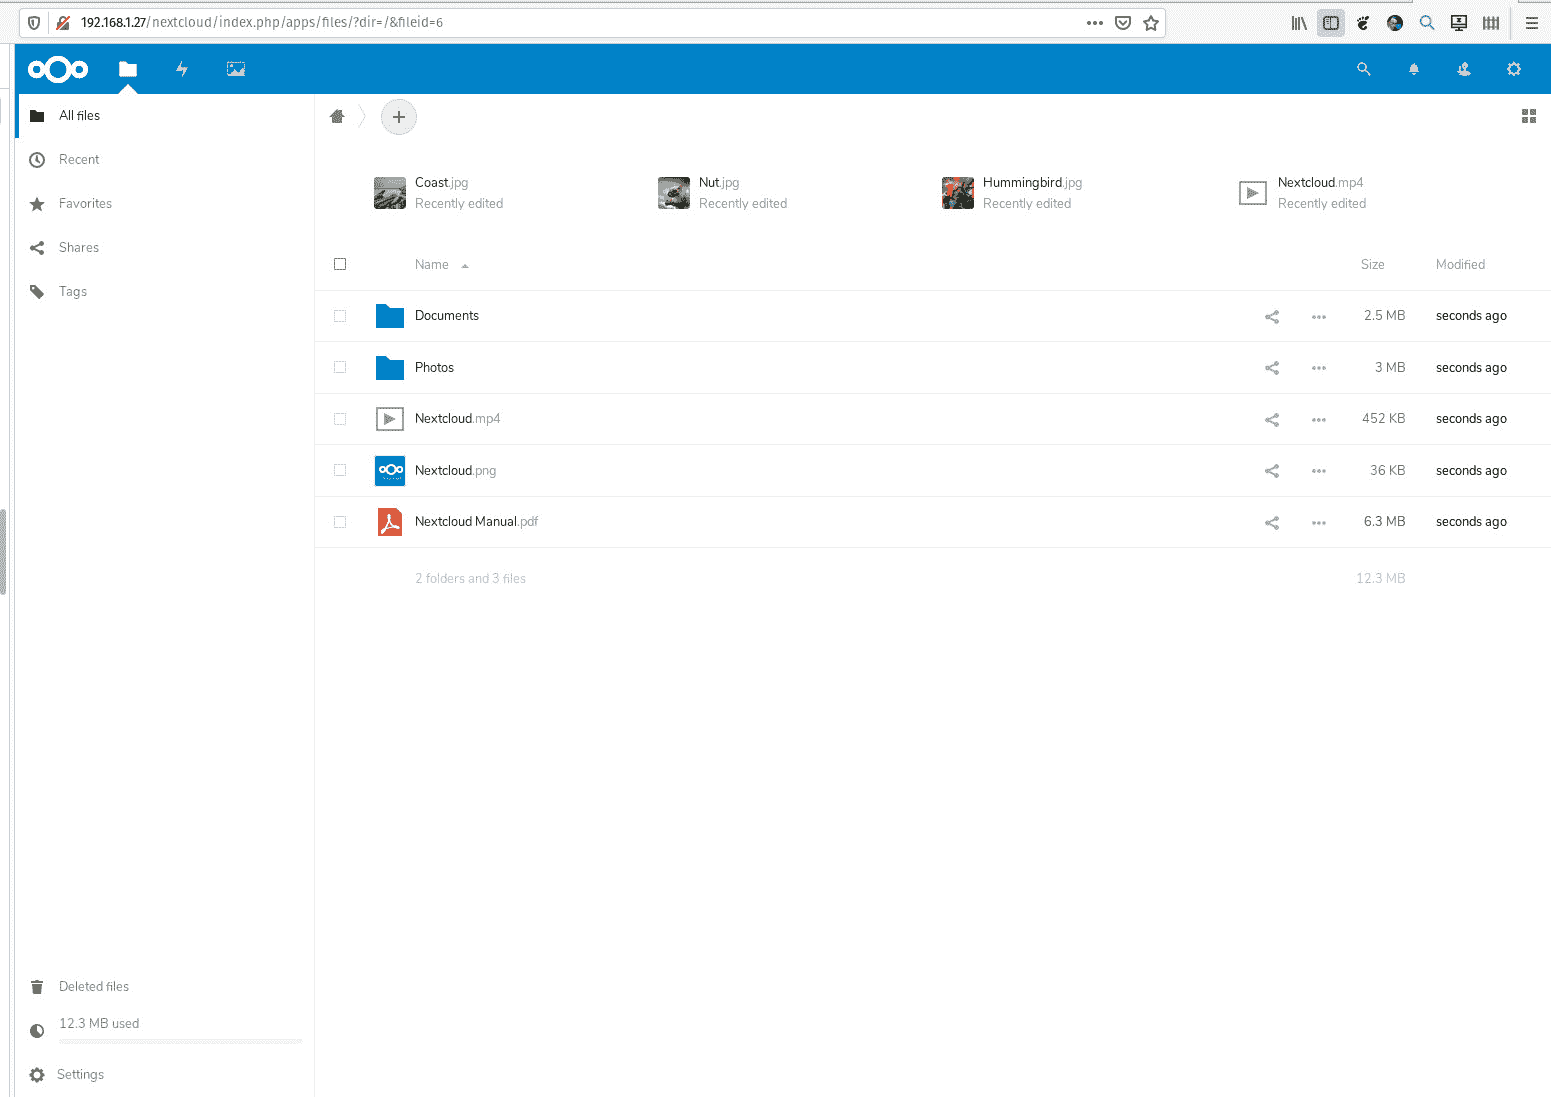 192.168.1.27/nextcloud/index.php/apps/files/?dir=/&fileid=6
All files
Recent
Favorites
Shares
Tags
Coast.jpg
Recently edited
Nut.jpg
Recently edited
Hummingbird.jpg
Recently edited
Nextcloud.mp4
Recently edited
Name Size Modified
Documents 2.5 MB seconds ago
Photos 3 MB seconds ago
Nextcloud.mp4 452 KB seconds ago
Nextcloud.png 36 KB seconds ago
Nextcloud Manual.pdf 6.3 MB seconds ago
2 folders and 3 files 12.3 MB
Deleted files
12.3 MB used
Settings